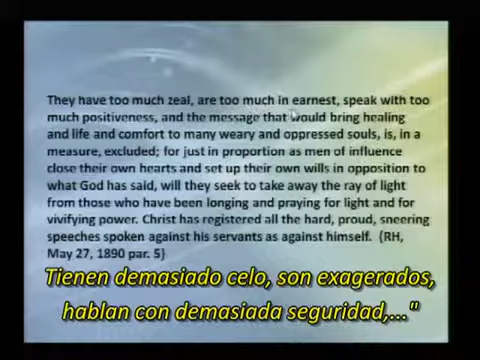 They have too much zeal, are too much in earnest, speak with too
much positiveness, and the message that would bring healing
and life and comfort to many weary and oppressed souls, is, in a
measure, excluded; for just in proportion as men of influence
close their own hearts and set up their own wills in opposition to
what God has said, will they seek to take away the ray of light
from those who have been longing and praying for light and for
vivifying power. Christ has registered all the hard, proud, sneering
speeches spoken against his servants as against himself. {RH,
May 27, 1890 par. 5}
Tienen demasiado celo, son exagerados,
hablan con demasiada seguridad,..."